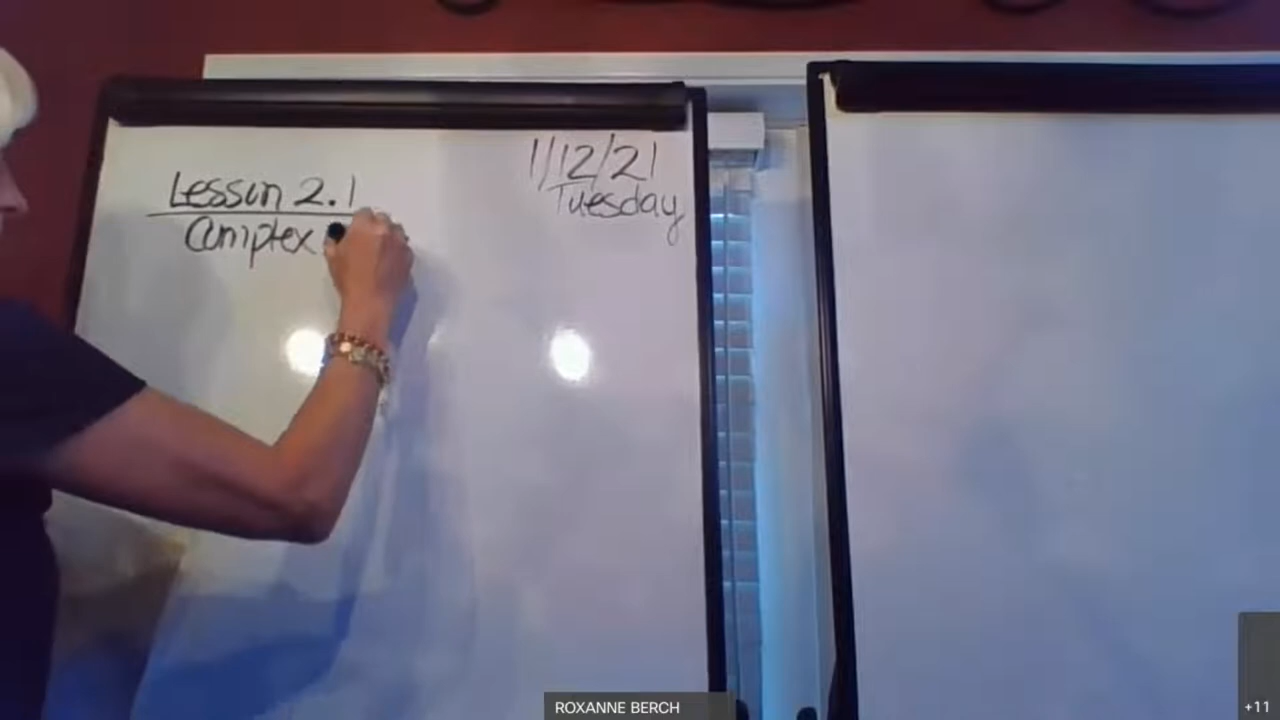 Lesson 2.1
Complex
1/12/21
Tuesday
ROXANNE BERCH
+11